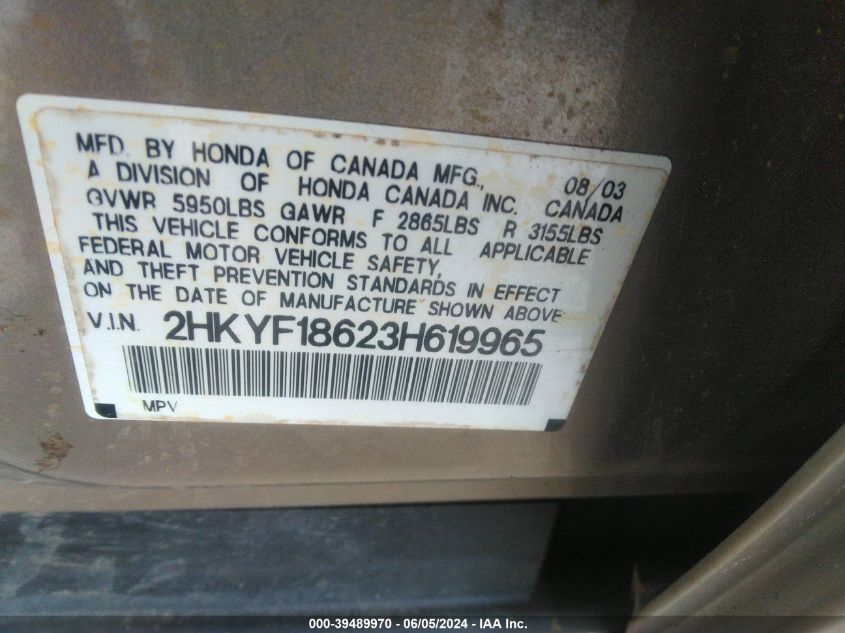 MFD. BY HONDA OF CANADA MFG., 08/03
A DIVISION OF HONDA CANADA INC. CANADA
GVWR 5950LBS GAWR F 2865LBS R 3155LBS
THIS VEHICLE CONFORMS TO ALL APPLICABLE
FEDERAL MOTOR VEHICLE SAFETY,
AND THEFT PREVENTION STANDARDS IN EFFECT
ON THE DATE OF MANUFACTURE SHOWN ABOVE
V.I.N. 2HKYF18623H619965
MPV
000-39489970 - 06/05/2024 - IAA Inc.